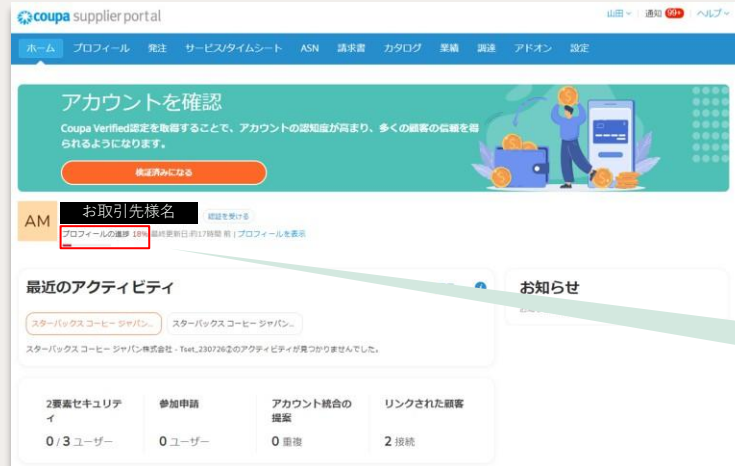 coupa supplier portal
山田 通知 99+ ヘルプ
ホーム プロフィール 発注 サービス/タイムシート ASN 請求書 カタログ 業績 調達 アドオン 設定
アカウントを確認
Coupa Verified認定を取得することで、アカウントの認知度が高まり、多くの顧客の信頼を得
られるようになります。
検証済みになる
AM
お取引先様名
認証を受ける
プロフィールの進捗 18% 最終更新日:約17時間 前 | プロフィールを表示
最近のアクティビティ
お知らせ
スターバックス コーヒー ジャパン... スターバックス コーヒー ジャパン...
スターバックス コーヒー ジャパン株式会社 - Tset_230726②のアクティビティが見つかりませんでした。
2要素セキュリテ
ィ
参加申請
アカウント統合の
提案
リンクされた顧客
0 / 3 ユーザー 0 ユーザー 0 重複 2 接続